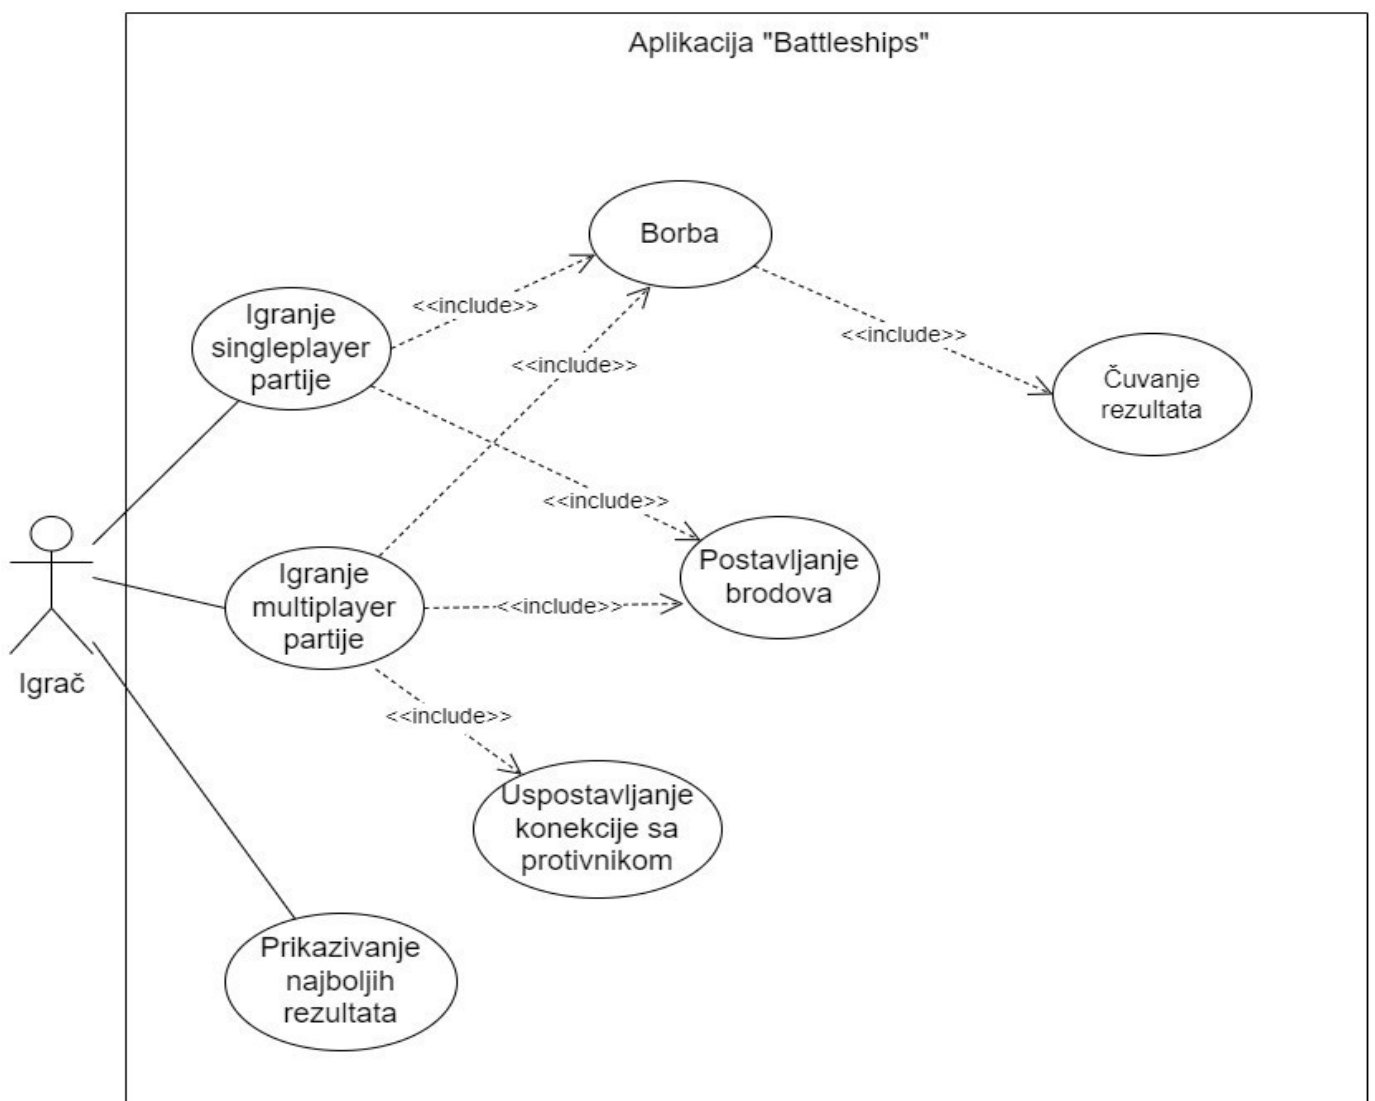 Aplikacija "Battleships"
Borba
<<include>>
Igranje
singleplayer
partije
<<include>>
<<include>>
Čuvanje
rezultata
<<include>>
Postavljanje
brodova
Igranje
multiplayer
partije
<<include>>
Igrač
<<include>>
Uspostavljanje
konekcije sa
protivnikom
Prikazivanje
najboljih
rezultata